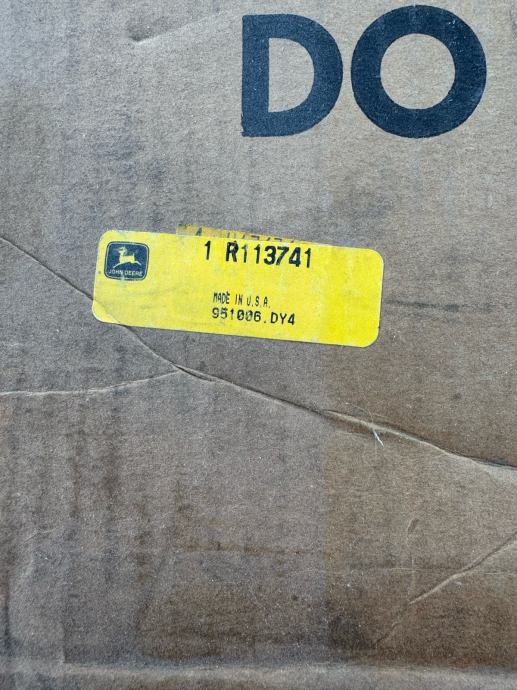 DO
JOHN DEERE
1 R113741
MADE IN U.S.A.
951006.DY4